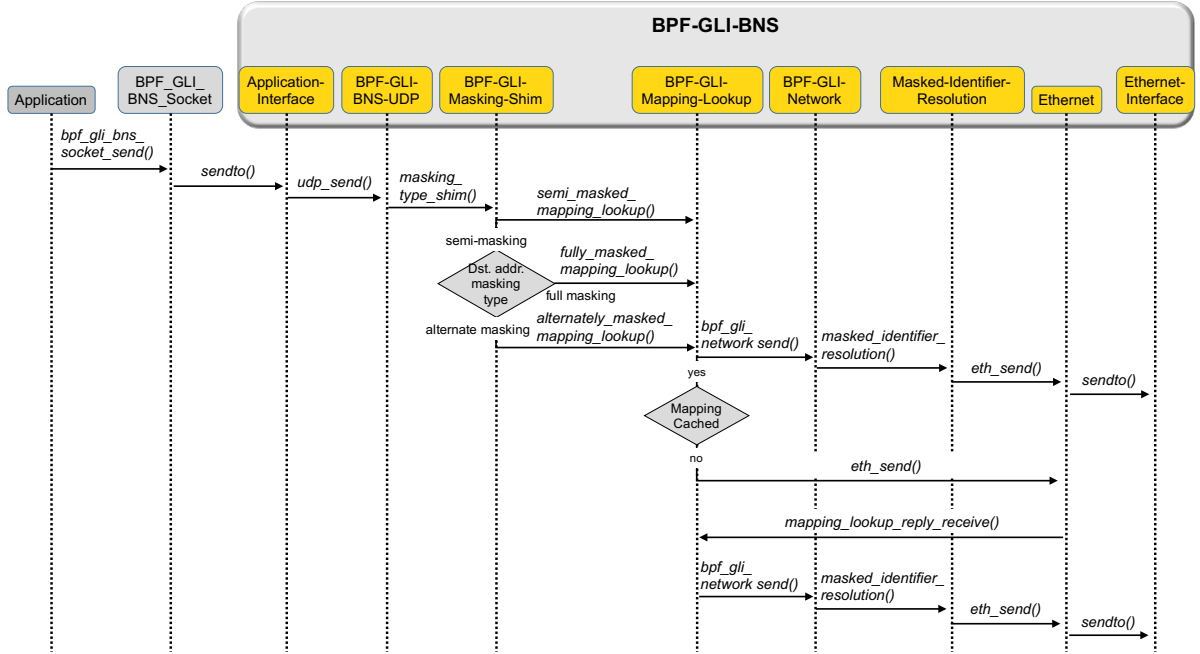 BPF-GLI-BNS
Application
BPF_GLI_
BNS_Socket
Application-
Interface
BPF-GLI-
BNS-UDP
BPF-GLI-
Masking-Shim
BPF-GLI-
Mapping-Lookup
BPF-GLI-
Network
Masked-Identifier-
Resolution
Ethernet
Ethernet-
Interface
bpf_gli_bns_
socket_send()
sendto()
udp_send()
masking_
type_shim()
semi_masked_
mapping_lookup()
semi-masking
Dst. addr.
masking
type
fully_masked_
mapping_lookup()
full masking
alternate masking
alternately_masked_
mapping_lookup()
bpf_gli_
network send()
masked_identifier_
resolution()
eth_send()
sendto()
yes
Mapping
Cached
no
eth_send()
mapping_lookup_reply_receive()
bpf_gli_
network send()
masked_identifier_
resolution()
eth_send()
sendto()